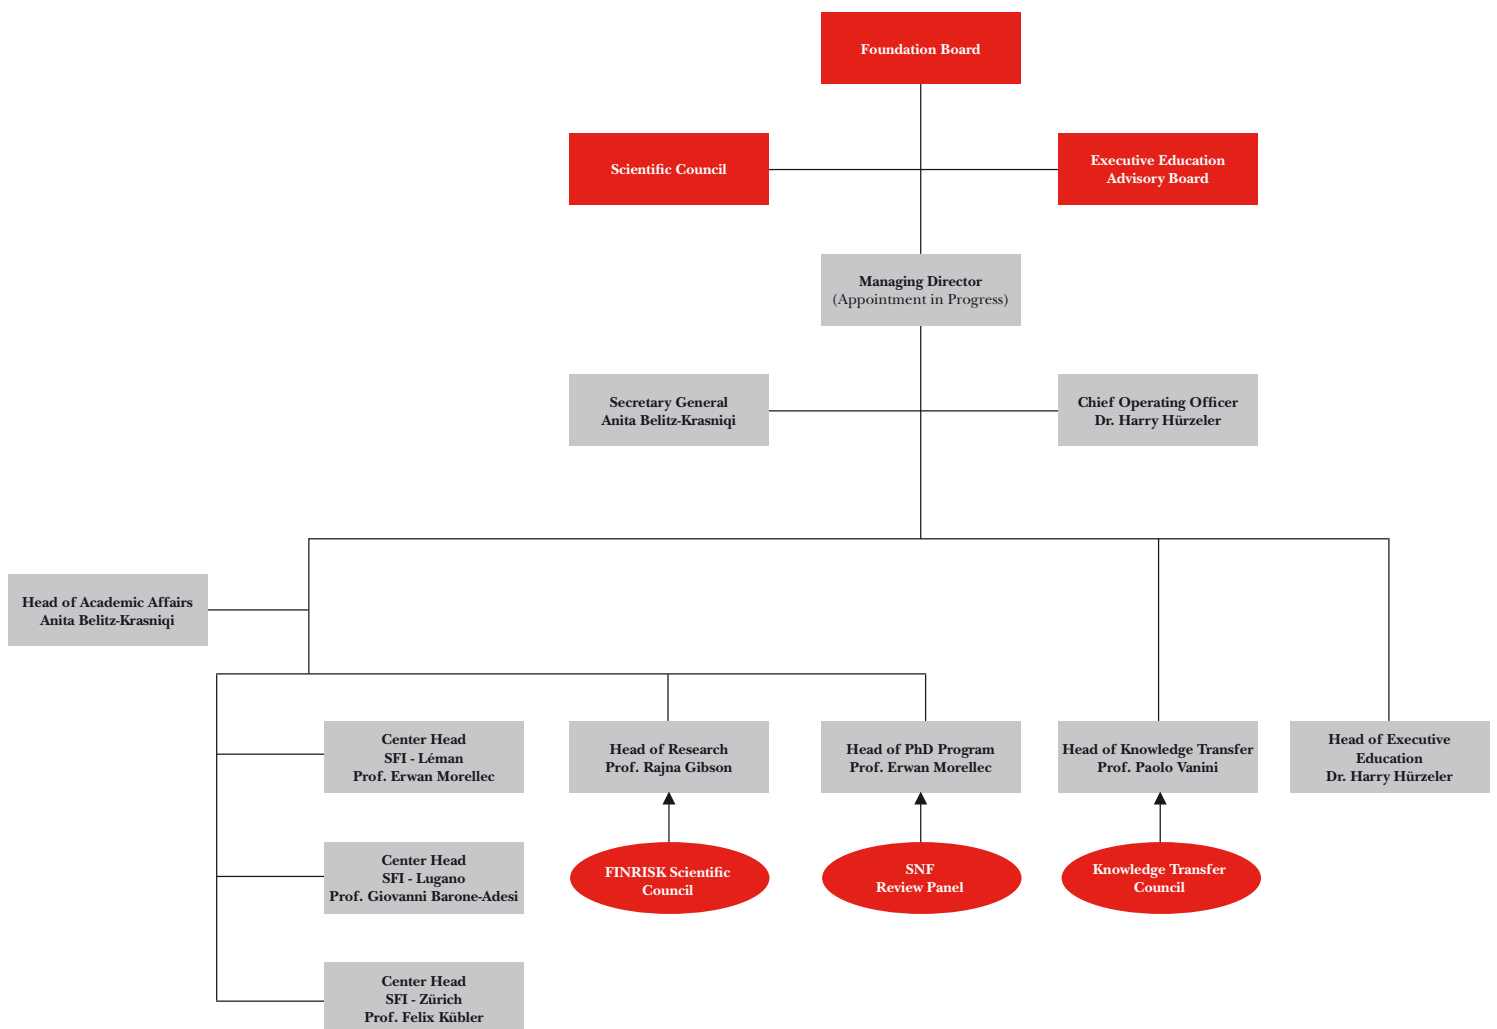 Foundation Board
Scientific Council
Executive Education
Advisory Board
Managing Director
(Appointment in Progress)
Secretary General
Anita Belitz-Krasniqi
Chief Operating Officer
Dr. Harry Hürzeler
Head of Academic Affairs
Anita Belitz-Krasniqi
Center Head
SFI - Léman
Prof. Erwan Morellec
Head of Research
Prof. Rajna Gibson
Head of PhD Program
Prof. Erwan Morellec
Head of Knowledge Transfer
Prof. Paolo Vanini
Head of Executive
Education
Dr. Harry Hürzeler
Center Head
SFI - Lugano
Prof. Giovanni Barone-Adesi
FINRISK Scientific
Council
SNF
Review Panel
Knowledge Transfer
Council
Center Head
SFI - Zürich
Prof. Felix Kübler